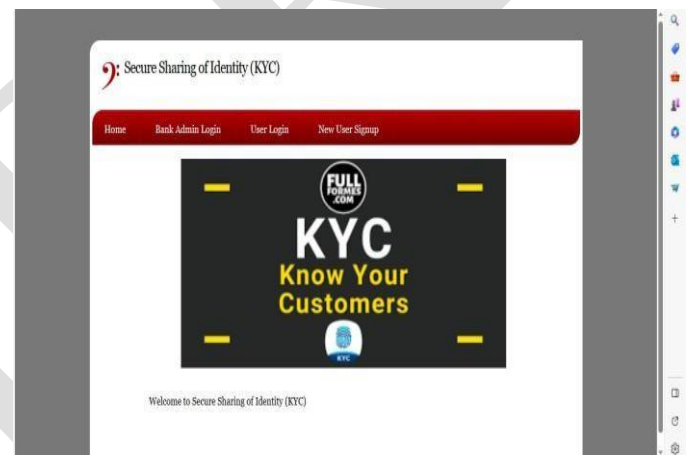 Secure Sharing of Identity (KYC)
Home Bank Admin Login User Login New User Signup
FULL
FORMES
.COM
KYC
Know Your
Customers
KYC
Welcome to Secure Sharing of Identity (KYC)